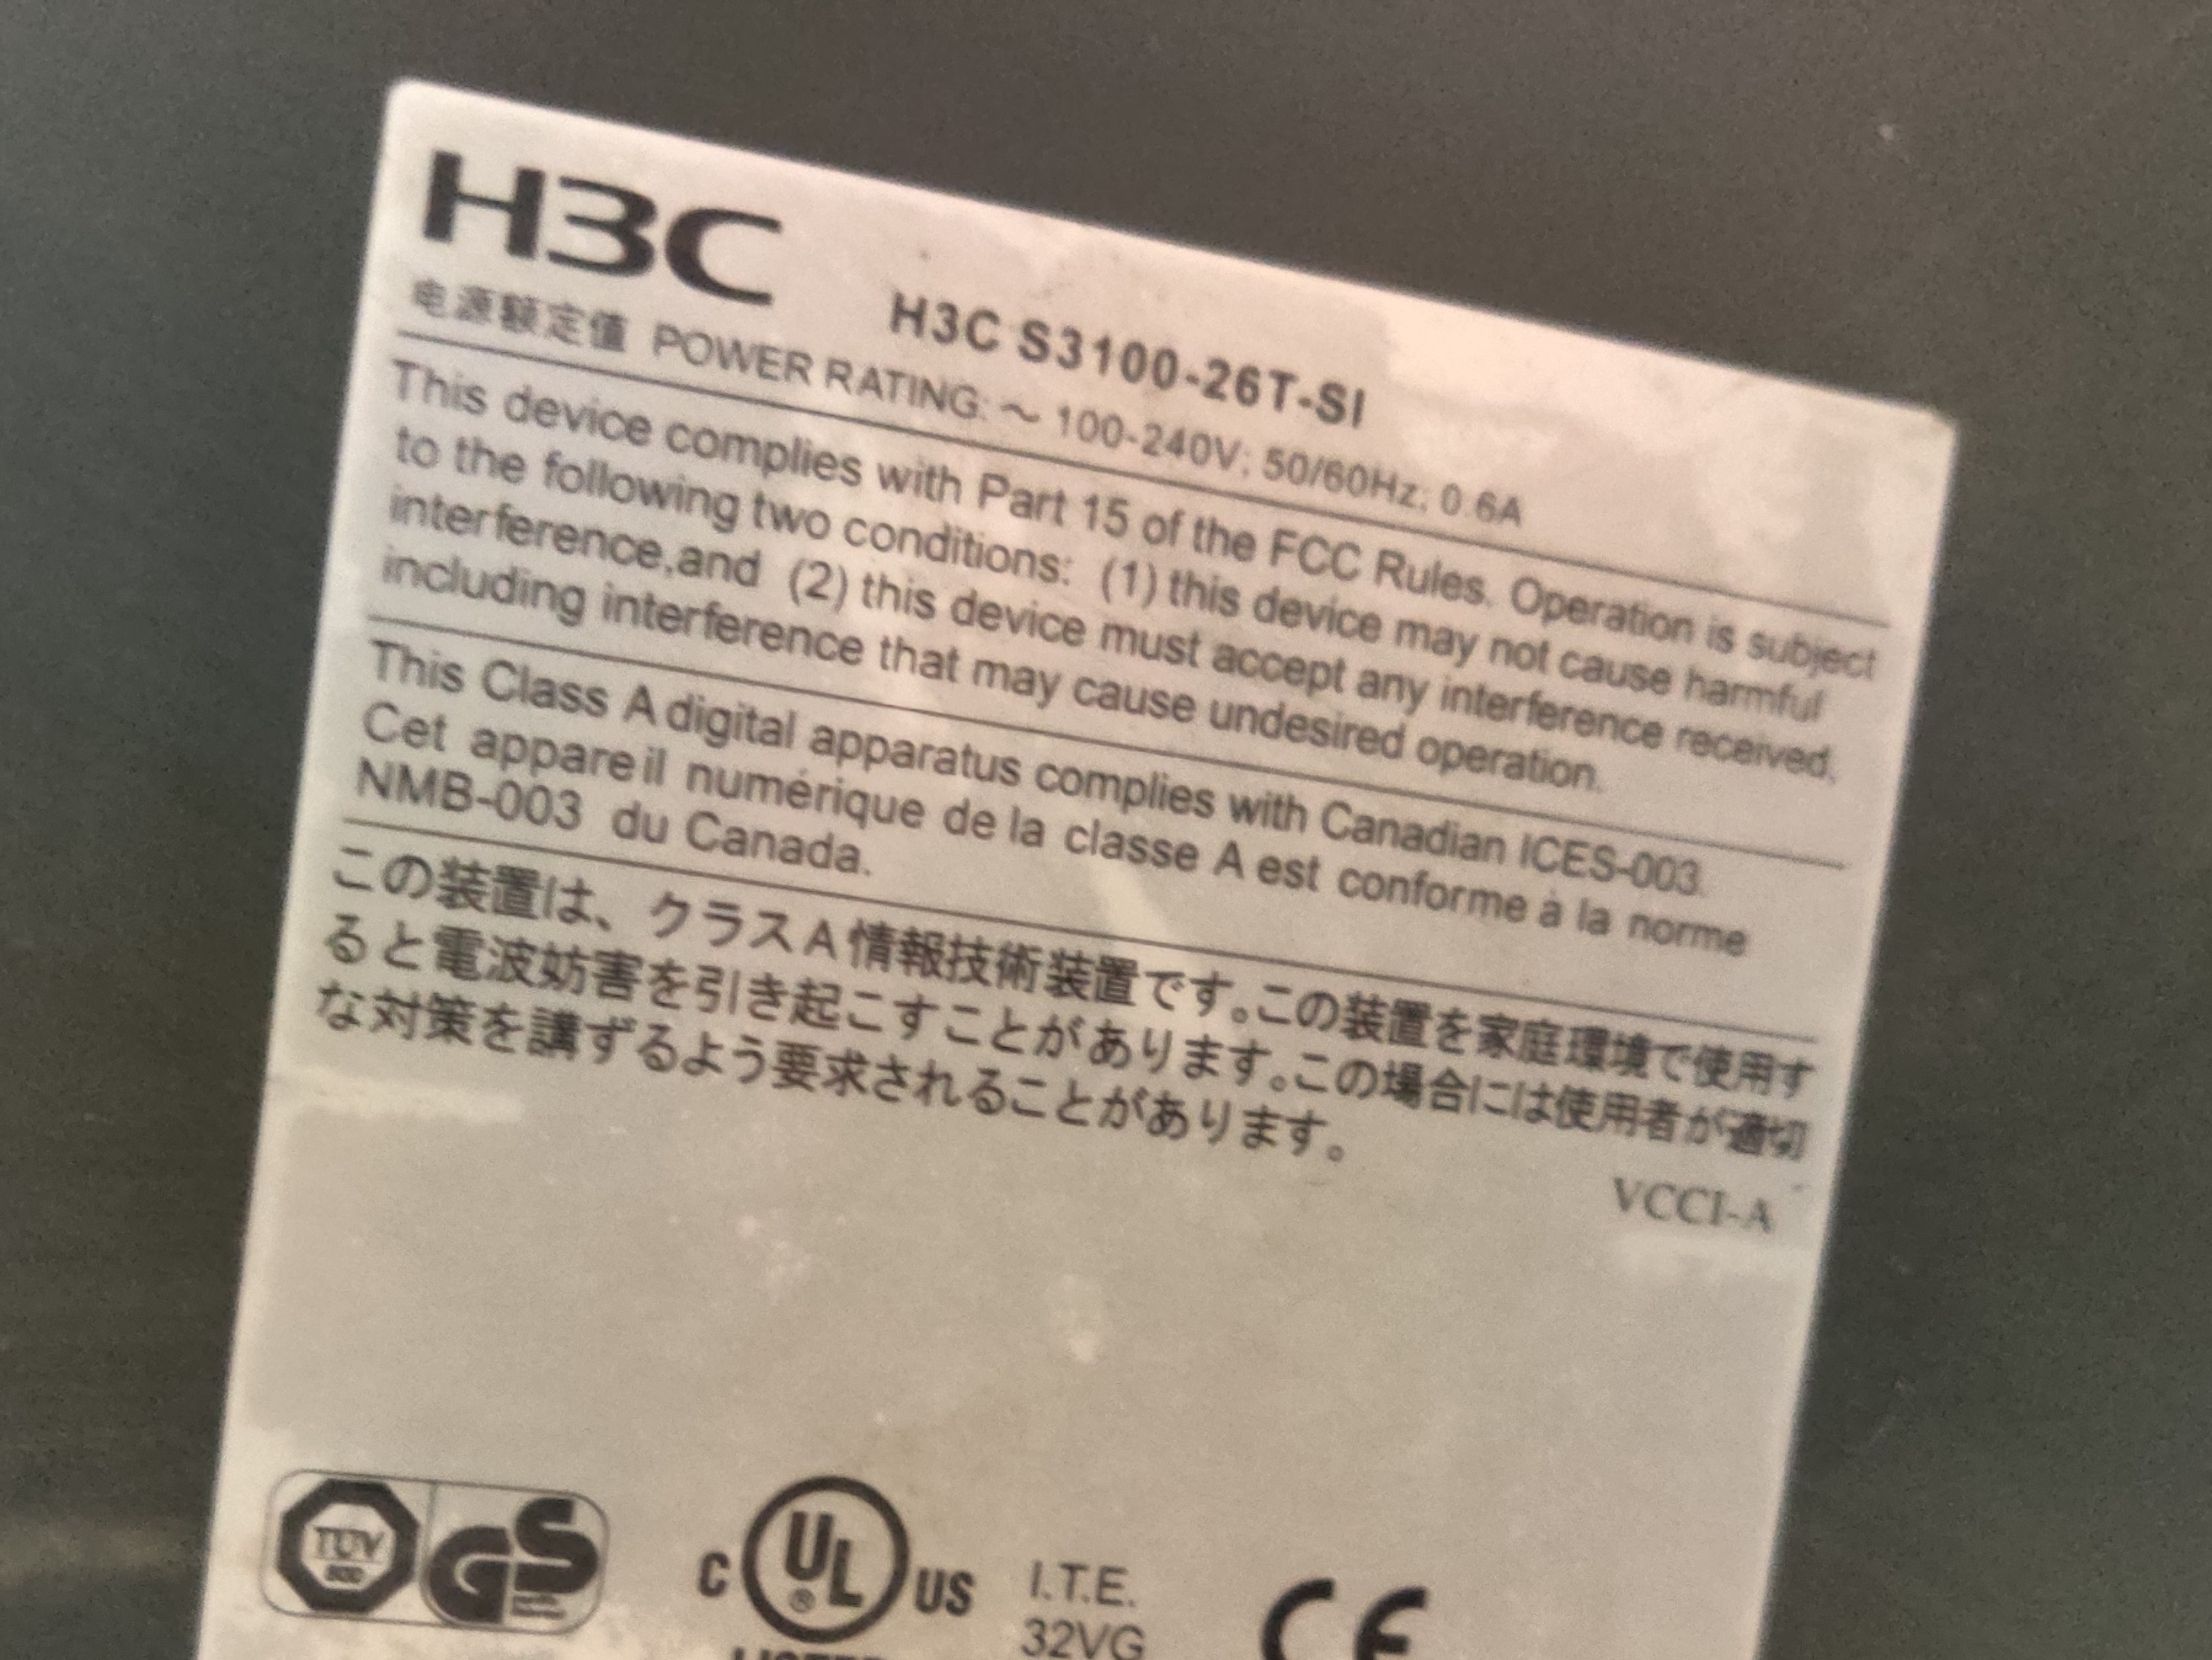 H3C
H3C S3100-26T-SI
电源额定值 POWER RATING: ～ 100-240V; 50/60Hz; 0.6A
This device complies with Part 15 of the FCC Rules. Operation is subject
to the following two conditions: (1) this device may not cause harmful
interference,and (2) this device must accept any interference received,
including interference that may cause undesired operation.
This Class A digital apparatus complies with Canadian ICES-003.
Cet appareil numérique de la classe A est conforme à la norme
NMB-003 du Canada.
この装置は、クラスA情報技術装置です。この装置を家庭環境で使用す
ると電波妨害を引き起こすことがあります。この場合には使用者が適切
な対策を講ずるよう要求されることがあります。
VCCI-A
TÜV
GS
C UL® US
I.T.E.
32VG
CE